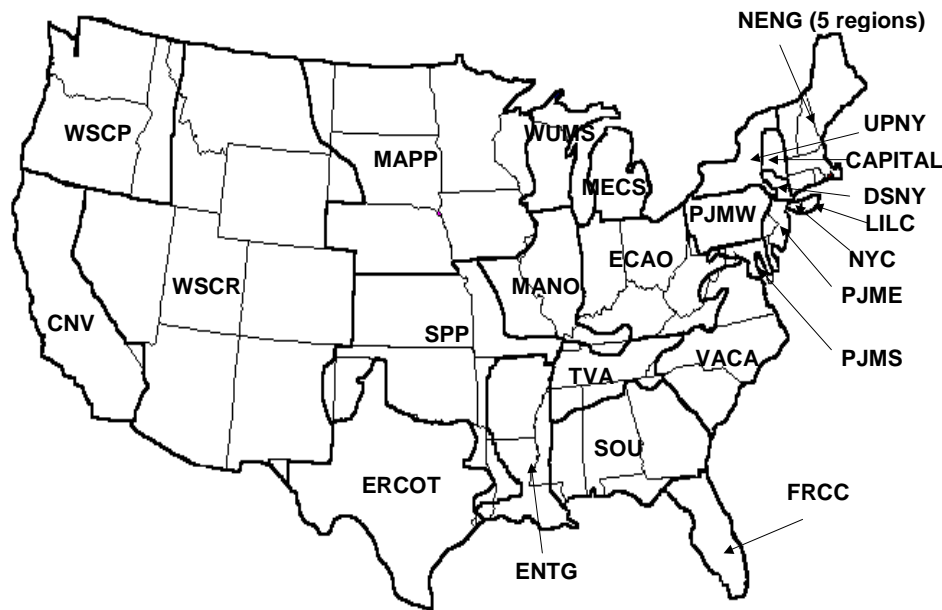 NENG (5 regions)
UPNY
WSCP
WUMS
MAPP
CAPITAL
MECS
DSNY
PJMW
LILC
ECAO
NYC
WSCR
MANO
PJME
CNV
SPP
VACA
PJMS
TVA
SOU
ERCOT
FRCC
ENTG